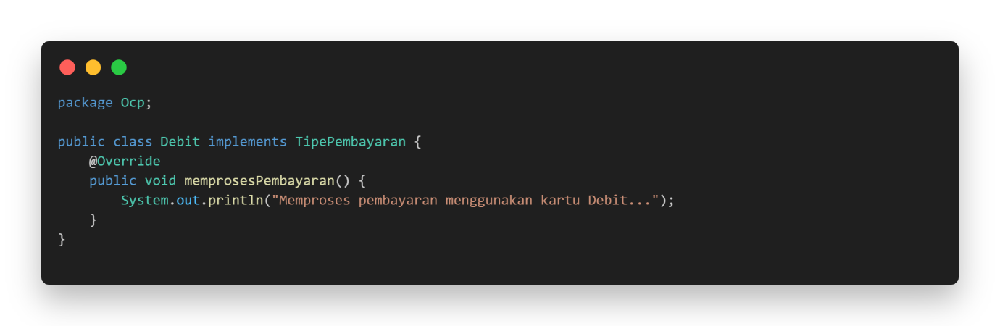 package Ocp;
public class Debit implements TipePembayaran {
    @Override
    public void memprosesPembayaran() {
        System.out.println("Memproses pembayaran menggunakan kartu Debit...");
    }
}